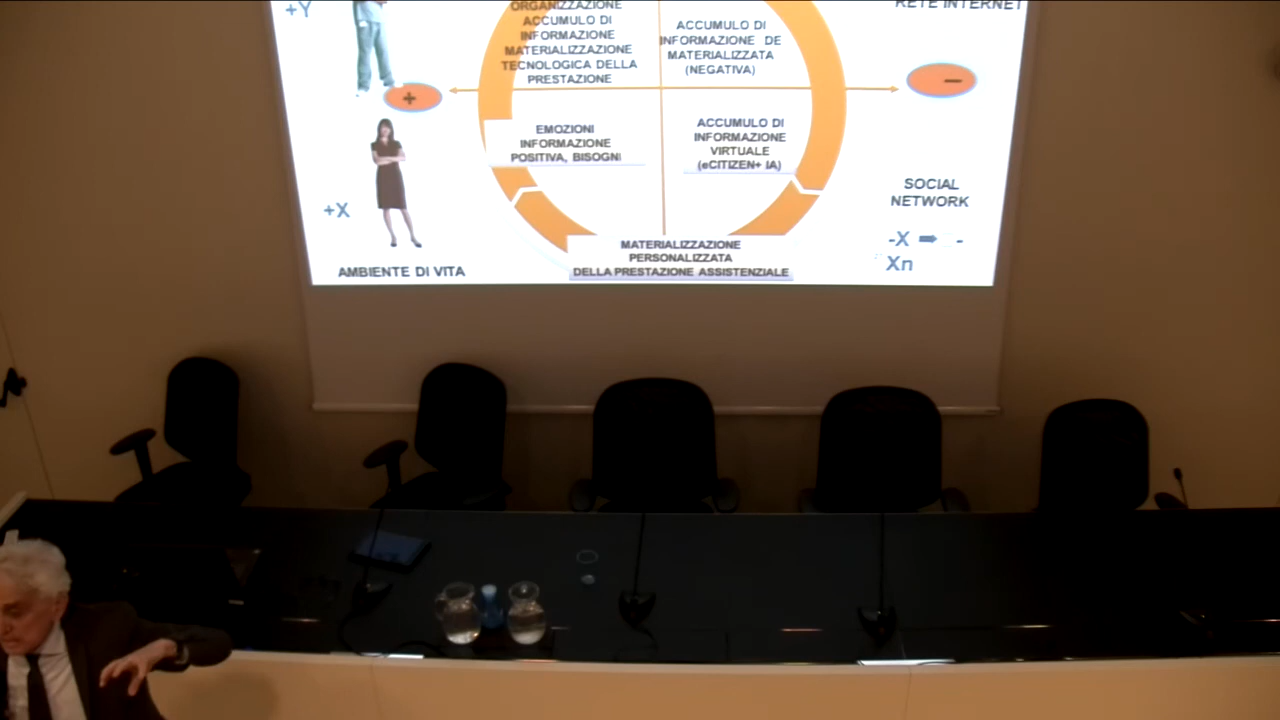 +Y
ORGANIZZAZIONE
ACCUMULO DI
INFORMAZIONE
MATERIALIZZAZIONE
TECNOLOGICA DELLA
PRESTAZIONE
ACCUMULO DI
INFORMAZIONE DE
MATERIALIZZATA
(NEGATIVA)
RETE INTERNET
+
-
EMOZIONI
INFORMAZIONE
POSITIVA, BISOGNI
ACCUMULO DI
INFORMAZIONE
VIRTUALE
(eCITIZEN+ IA)
+X
SOCIAL
NETWORK
-X -
Xn
MATERIALIZZAZIONE
PERSONALIZZATA
DELLA PRESTAZIONE ASSISTENZIALE
AMBIENTE DI VITA